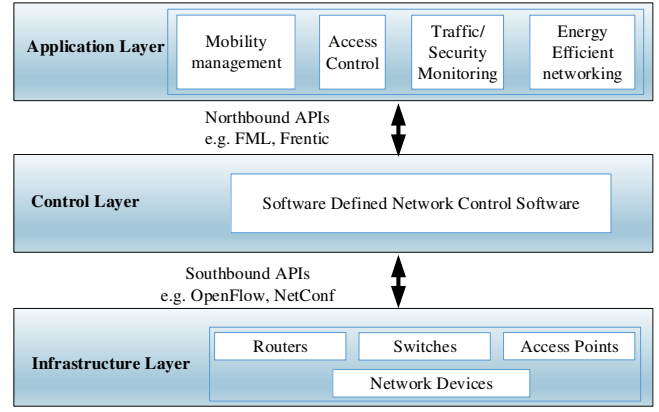 Application Layer
Mobility
management
Access
Control
Traffic/
Security
Monitoring
Energy
Efficient
networking
Northbound APIs
e.g. FML, Frentic
Control Layer
Software Defined Network Control Software
Southbound APIs
e.g. OpenFlow, NetConf
Infrastructure Layer
Routers
Switches
Access Points
Network Devices